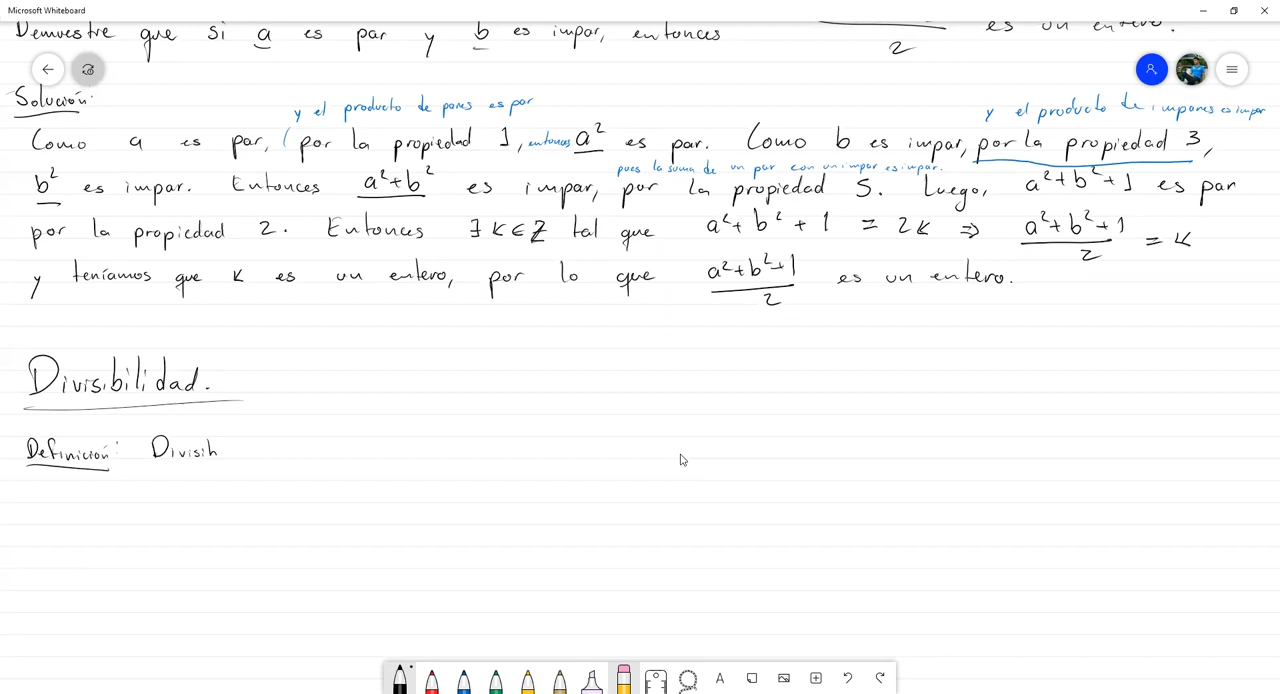 Microsoft Whiteboard
Demuestre que si a es par y b es impar, entonces 2 es un entero.
Solución:
y el producto de pares es par y el producto de impares es impar
Como a es par, (por la propiedad 1, entonces a² es par. Como b es impar, por la propiedad 3,
pues la suma de un par con un impar es impar.
b² es impar. Entonces a²+b² es impar, por la propiedad 5. Luego, a²+b²+1 es par
por la propiedad 2. Entonces ∃ K ∈ ℤ tal que a²+b²+1 = 2K ⇒ (a²+b²+1)/2 = K
y teníamos que K es un entero, por lo que (a²+b²+1)/2 es un entero.
Divisibilidad.
Definición: Divisih